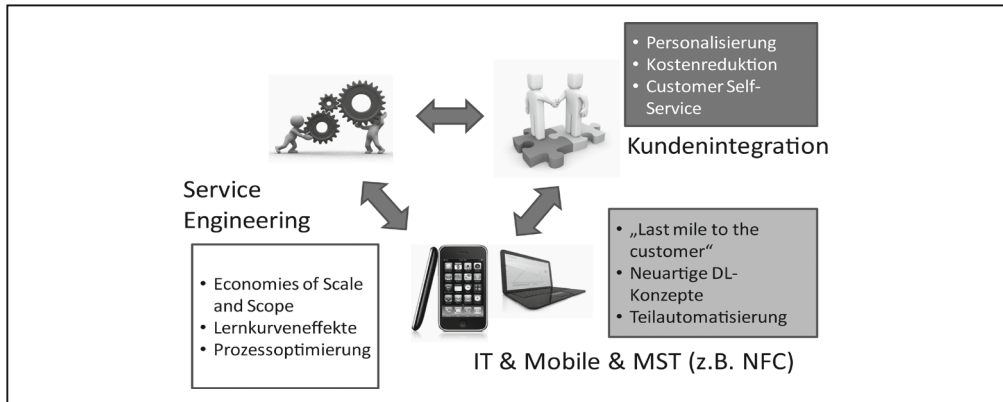 • Personalisierung
• Kostenreduktion
• Customer Self-
Service
Kundenintegration
Service
Engineering
• Economies of Scale
and Scope
• Lernkurveneffekte
• Prozessoptimierung
• „Last mile to the
customer“
• Neuartige DL-
Konzepte
• Teilautomatisierung
IT & Mobile & MST (z.B. NFC)